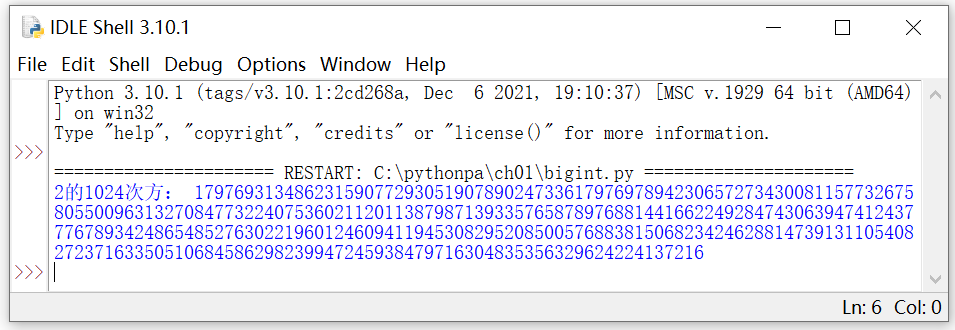 IDLE Shell 3.10.1
File Edit Shell Debug Options Window Help
Python 3.10.1 (tags/v3.10.1:2cd268a, Dec  6 2021, 19:10:37) [MSC v.1929 64 bit (AMD64)
] on win32
Type "help", "copyright", "credits" or "license()" for more information.
>>>
====================== RESTART: C:\pythonpa\ch01\bigint.py =====================
2的1024次方： 179769313486231590772930519078902473361797697894230657273430081157732675
805500963132708477322407536021120113879871393357658789768814416622492847430639474124377
76789342486548527630221960124609411945308295208500576883815068234246288147391311054082
7237163350510684586298239947245938479716304835356329624224137216
>>>
Ln: 6 Col: 0